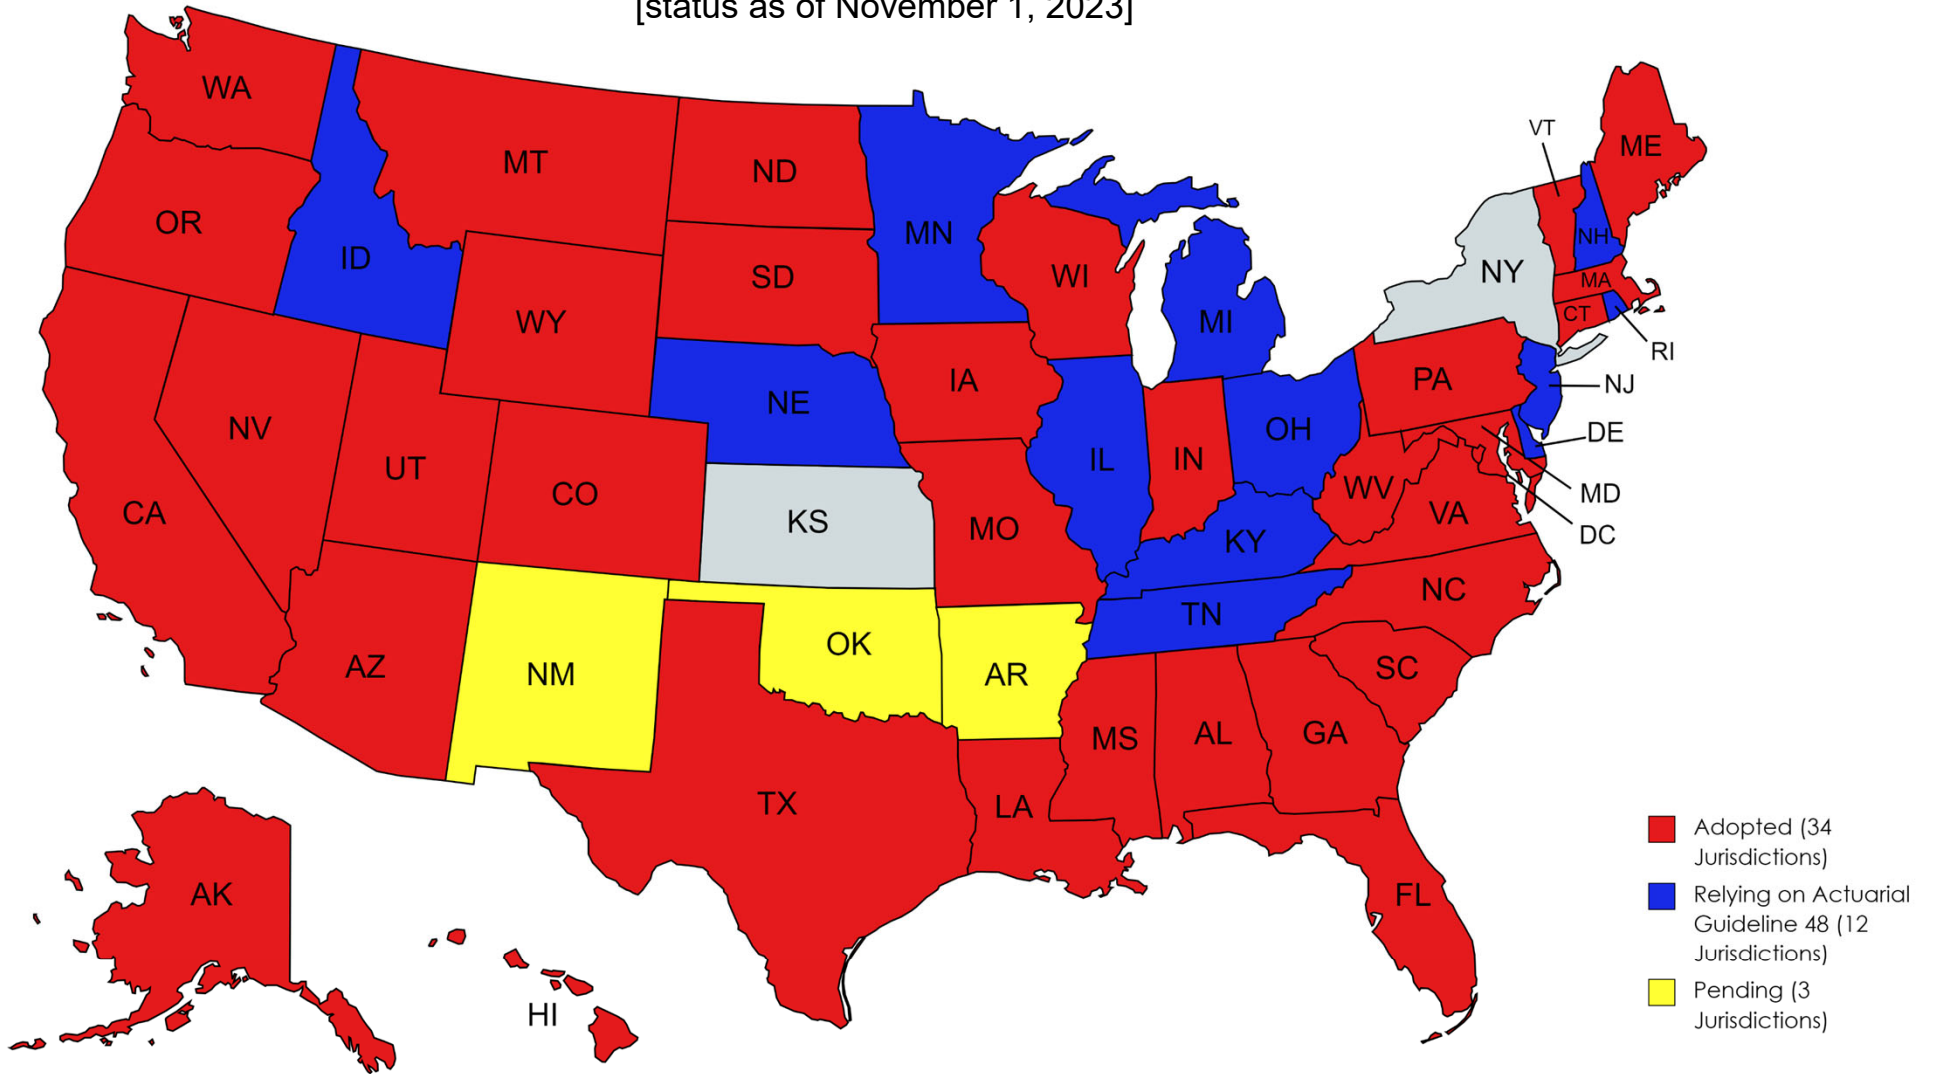 [status as of November 1, 2023]
WA
MT
ND
MN
VT
ME
OR
ID
SD
WI
NH
NY
MA
WY
MI
CT
RI
NE
IA
PA
NJ
NV
UT
CO
IL
IN
OH
DE
CA
KS
MO
WV
VA
MD
KY
DC
NC
TN
AZ
NM
OK
AR
SC
MS
AL
GA
TX
LA
AK
FL
HI
Adopted (34
Jurisdictions)
Relying on Actuarial
Guideline 48 (12
Jurisdictions)
Pending (3
Jurisdictions)